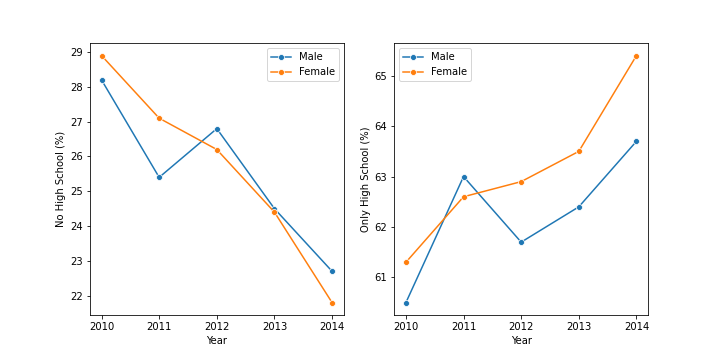 29
28
27
26
25
24
23
22
No High School (%)
2010 2011 2012 2013 2014
Year
Male
Female
65
64
63
62
61
Only High School (%)
2010 2011 2012 2013 2014
Year
Male
Female